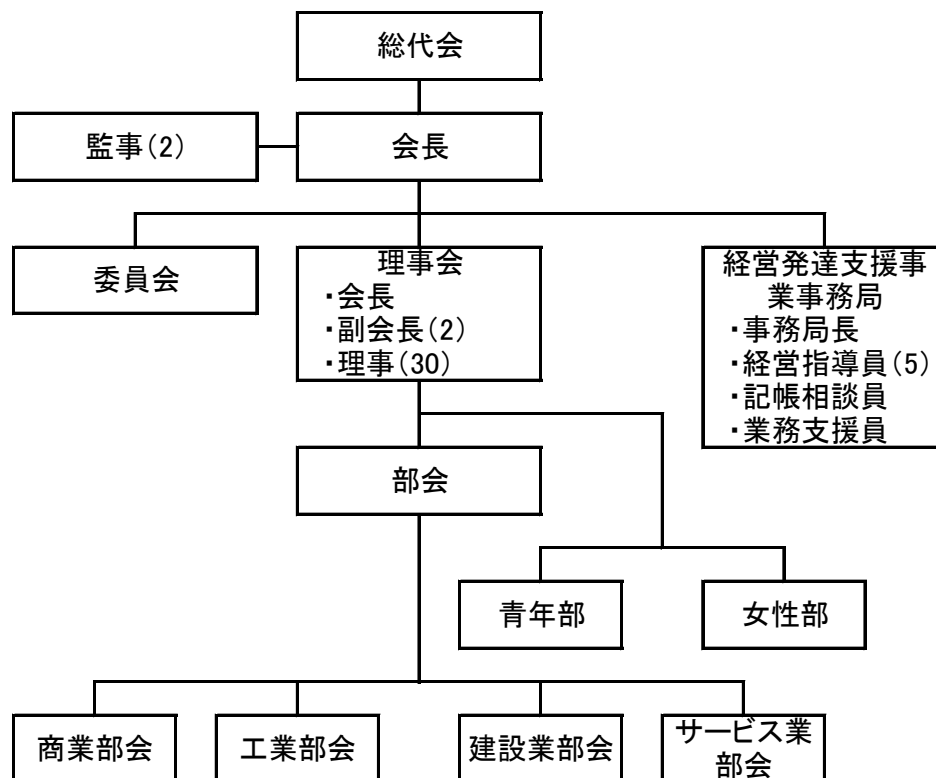 総代会
監事(2)
会長
委員会
理事会
・会長
・副会長(2)
・理事(30)
経営発達支援事
業事務局
・事務局長
・経営指導員(5)
・記帳相談員
・業務支援員
部会
青年部
女性部
商業部会
工業部会
建設業部会
サービス業
部会